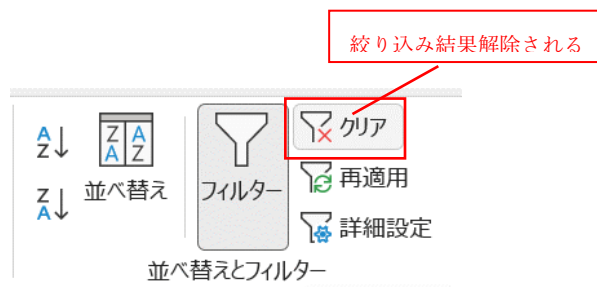 絞り込み結果解除される
クリア
並べ替え
フィルター
再適用
詳細設定
並べ替えとフィルター
A
Z
Z
A
Z A
A Z